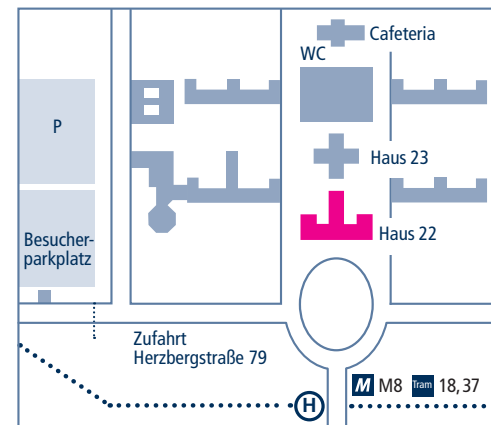 Cafeteria
WC
P
Haus 23
Besucher-
parkplatz
Haus 22
Zufahrt
Herzbergstraße 79
M M8 Tram 18, 37
H